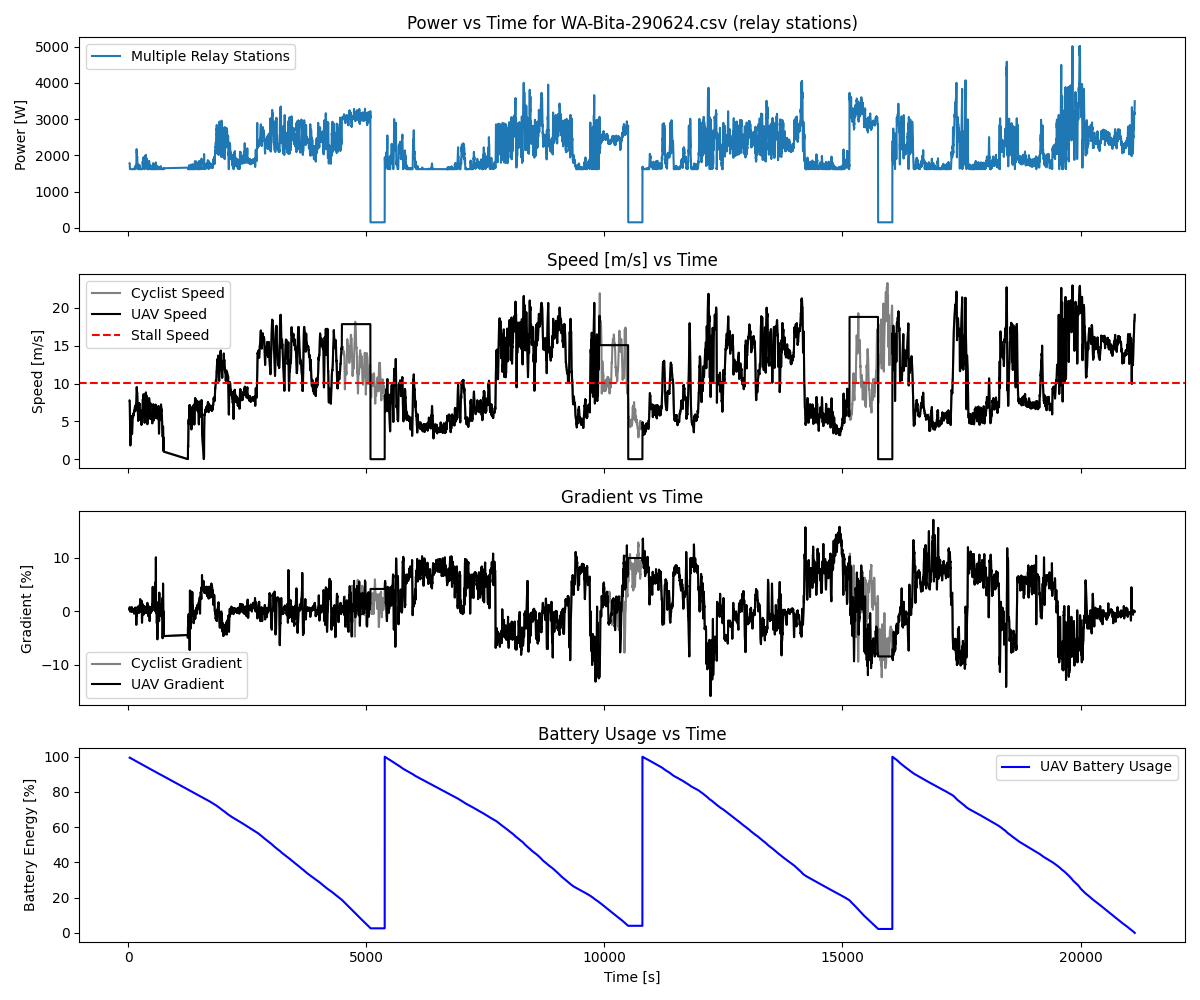 Power vs Time for WA-Bita-290624.csv (relay stations)
Power [W]
5000
4000
3000
2000
1000
0
Multiple Relay Stations
Speed [m/s] vs Time
Speed [m/s]
20
15
10
5
0
Cyclist Speed
UAV Speed
Stall Speed
Gradient vs Time
Gradient [%]
10
0
−10
Cyclist Gradient
UAV Gradient
Battery Usage vs Time
Battery Energy [%]
100
80
60
40
20
0
UAV Battery Usage
0 5000 10000 15000 20000
Time [s]